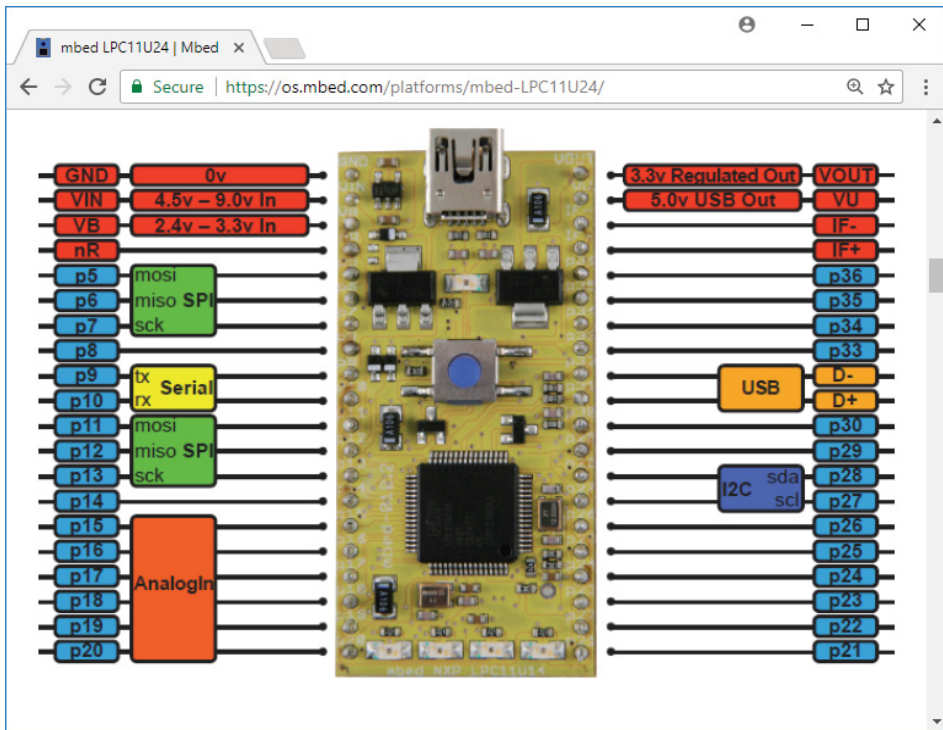 mbed LPC11U24 | Mbed
Secure
https://os.mbed.com/platforms/mbed-LPC11U24/
GND 0v
VIN 4.5v – 9.0v In
VB 2.4v – 3.3v In
nR
p5 mosi
p6 miso SPI
p7 sck
p8
p9 tx Serial
p10 rx
p11 mosi
p12 miso SPI
p13 sck
p14
p15
p16
p17 AnalogIn
p18
p19
p20
GND VOUT
mbed NXP LPC11U14
3.3v Regulated Out VOUT
5.0v USB Out VU
IF-
IF+
p36
p35
p34
p33
USB D-
D+
p30
p29
I2C sda p28
scl p27
p26
p25
p24
p23
p22
p21